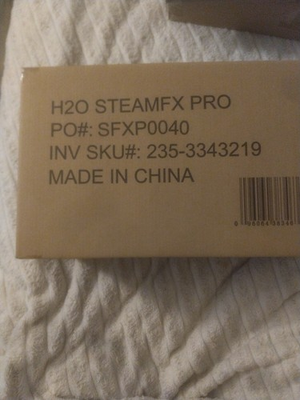 H2O STEAMFX PRO
PO#: SFXP0040
INV SKU#: 235-3343219
MADE IN CHINA